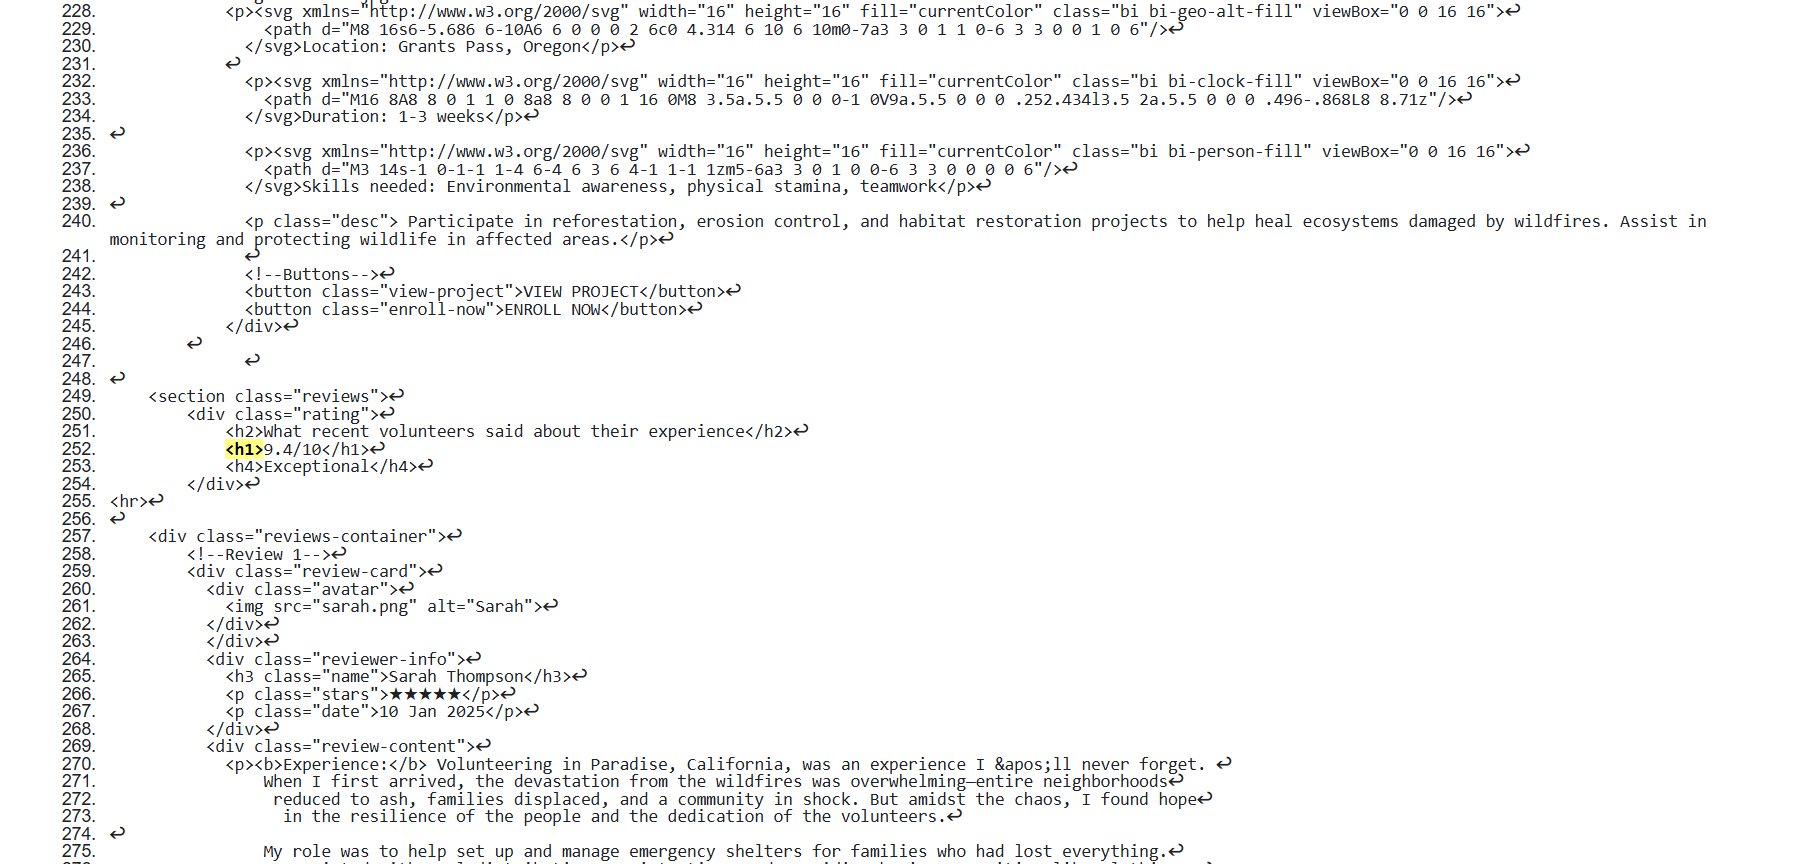 228. <p><svg xmlns="http://www.w3.org/2000/svg" width="16" height="16" fill="currentColor" class="bi bi-geo-alt-fill" viewBox="0 0 16 16">↩
229. <path d="M8 16s6-5.686 6-10A6 6 0 0 0 2 6c0 4.314 6 10 6 10m0-7a3 3 0 1 1 0-6 3 3 0 0 1 0 6"/>↩
230. </svg>Location: Grants Pass, Oregon</p>↩
231. ↩
232. <p><svg xmlns="http://www.w3.org/2000/svg" width="16" height="16" fill="currentColor" class="bi bi-clock-fill" viewBox="0 0 16 16">↩
233. <path d="M16 8A8 8 0 1 1 0 8a8 8 0 0 1 16 0M8 3.5a.5.5 0 0 0-1 0V9a.5.5 0 0 0 .252.434l3.5 2a.5.5 0 0 0 .496-.868L8 8.71z"/>↩
234. </svg>Duration: 1-3 weeks</p>↩
235. ↩
236. <p><svg xmlns="http://www.w3.org/2000/svg" width="16" height="16" fill="currentColor" class="bi bi-person-fill" viewBox="0 0 16 16">↩
237. <path d="M3 14s-1 0-1-1 1-4 6-4 6 3 6 4-1 1-1 1zm5-6a3 3 0 1 0 0-6 3 3 0 0 0 0 6"/>↩
238. </svg>Skills needed: Environmental awareness, physical stamina, teamwork</p>↩
239. ↩
240. <p class="desc"> Participate in reforestation, erosion control, and habitat restoration projects to help heal ecosystems damaged by wildfires. Assist in
monitoring and protecting wildlife in affected areas.</p>↩
241. ↩
242. <!--Buttons-->↩
243. <button class="view-project">VIEW PROJECT</button>↩
244. <button class="enroll-now">ENROLL NOW</button>↩
245. </div>↩
246. ↩
247. ↩
248. ↩
249. <section class="reviews">↩
250. <div class="rating">↩
251. <h2>What recent volunteers said about their experience</h2>↩
252. <h1>9.4/10</h1>↩
253. <h4>Exceptional</h4>↩
254. </div>↩
255. <hr>↩
256. ↩
257. <div class="reviews-container">↩
258. <!--Review 1-->↩
259. <div class="review-card">↩
260. <div class="avatar">↩
261. <img src="sarah.png" alt="Sarah">↩
262. </div>↩
263. </div>↩
264. <div class="reviewer-info">↩
265. <h3 class="name">Sarah Thompson</h3>↩
266. <p class="stars">★★★★★</p>↩
267. <p class="date">10 Jan 2025</p>↩
268. </div>↩
269. <div class="review-content">↩
270. <p><b>Experience:</b> Volunteering in Paradise, California, was an experience I &apos;ll never forget. ↩
271. When I first arrived, the devastation from the wildfires was overwhelming—entire neighborhoods↩
272. reduced to ash, families displaced, and a community in shock. But amidst the chaos, I found hope↩
273. in the resilience of the people and the dedication of the volunteers.↩
274. ↩
275. My role was to help set up and manage emergency shelters for families who had lost everything.↩